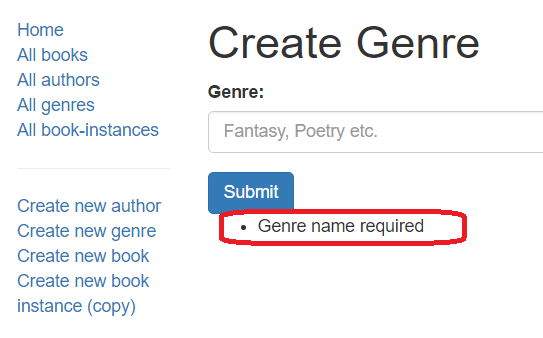 Home
All books
All authors
All genres
All book-instances
Create new author
Create new genre
Create new book
Create new book
instance (copy)
Create Genre
Genre:
Fantasy, Poetry etc.
Submit
Genre name required